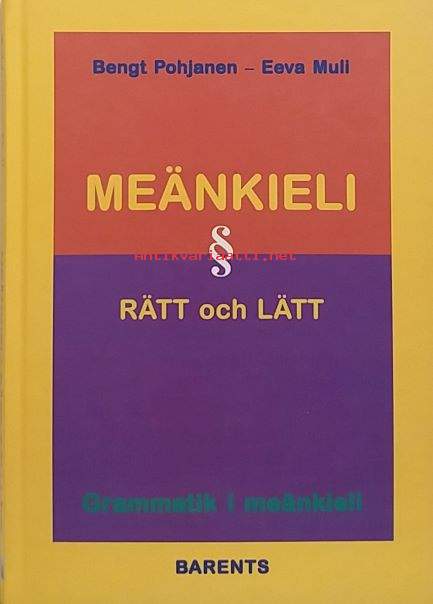 Bengt Pohjanen – Eeva Muli
MEÄNKIELI
§
Antikvariaatti.net
RÄTT och LÄTT
Grammatik i meänkieli
BARENTS